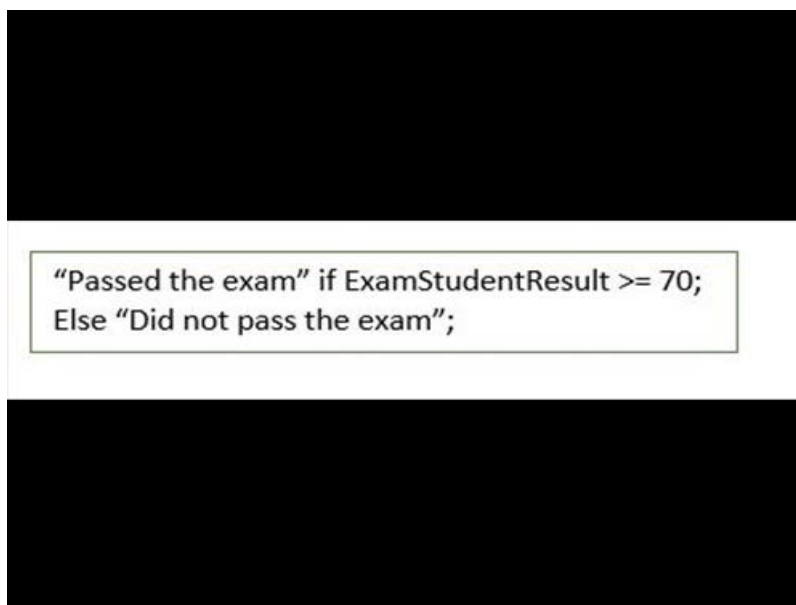 “Passed the exam” if ExamStudentResult >= 70;
Else “Did not pass the exam”;